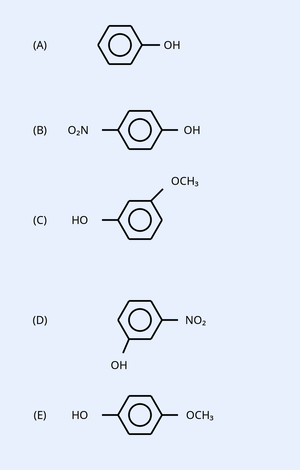 (A) OH
(B) O₂N OH
OCH₃
(C) HO
(D) NO₂
OH
(E) HO OCH₃